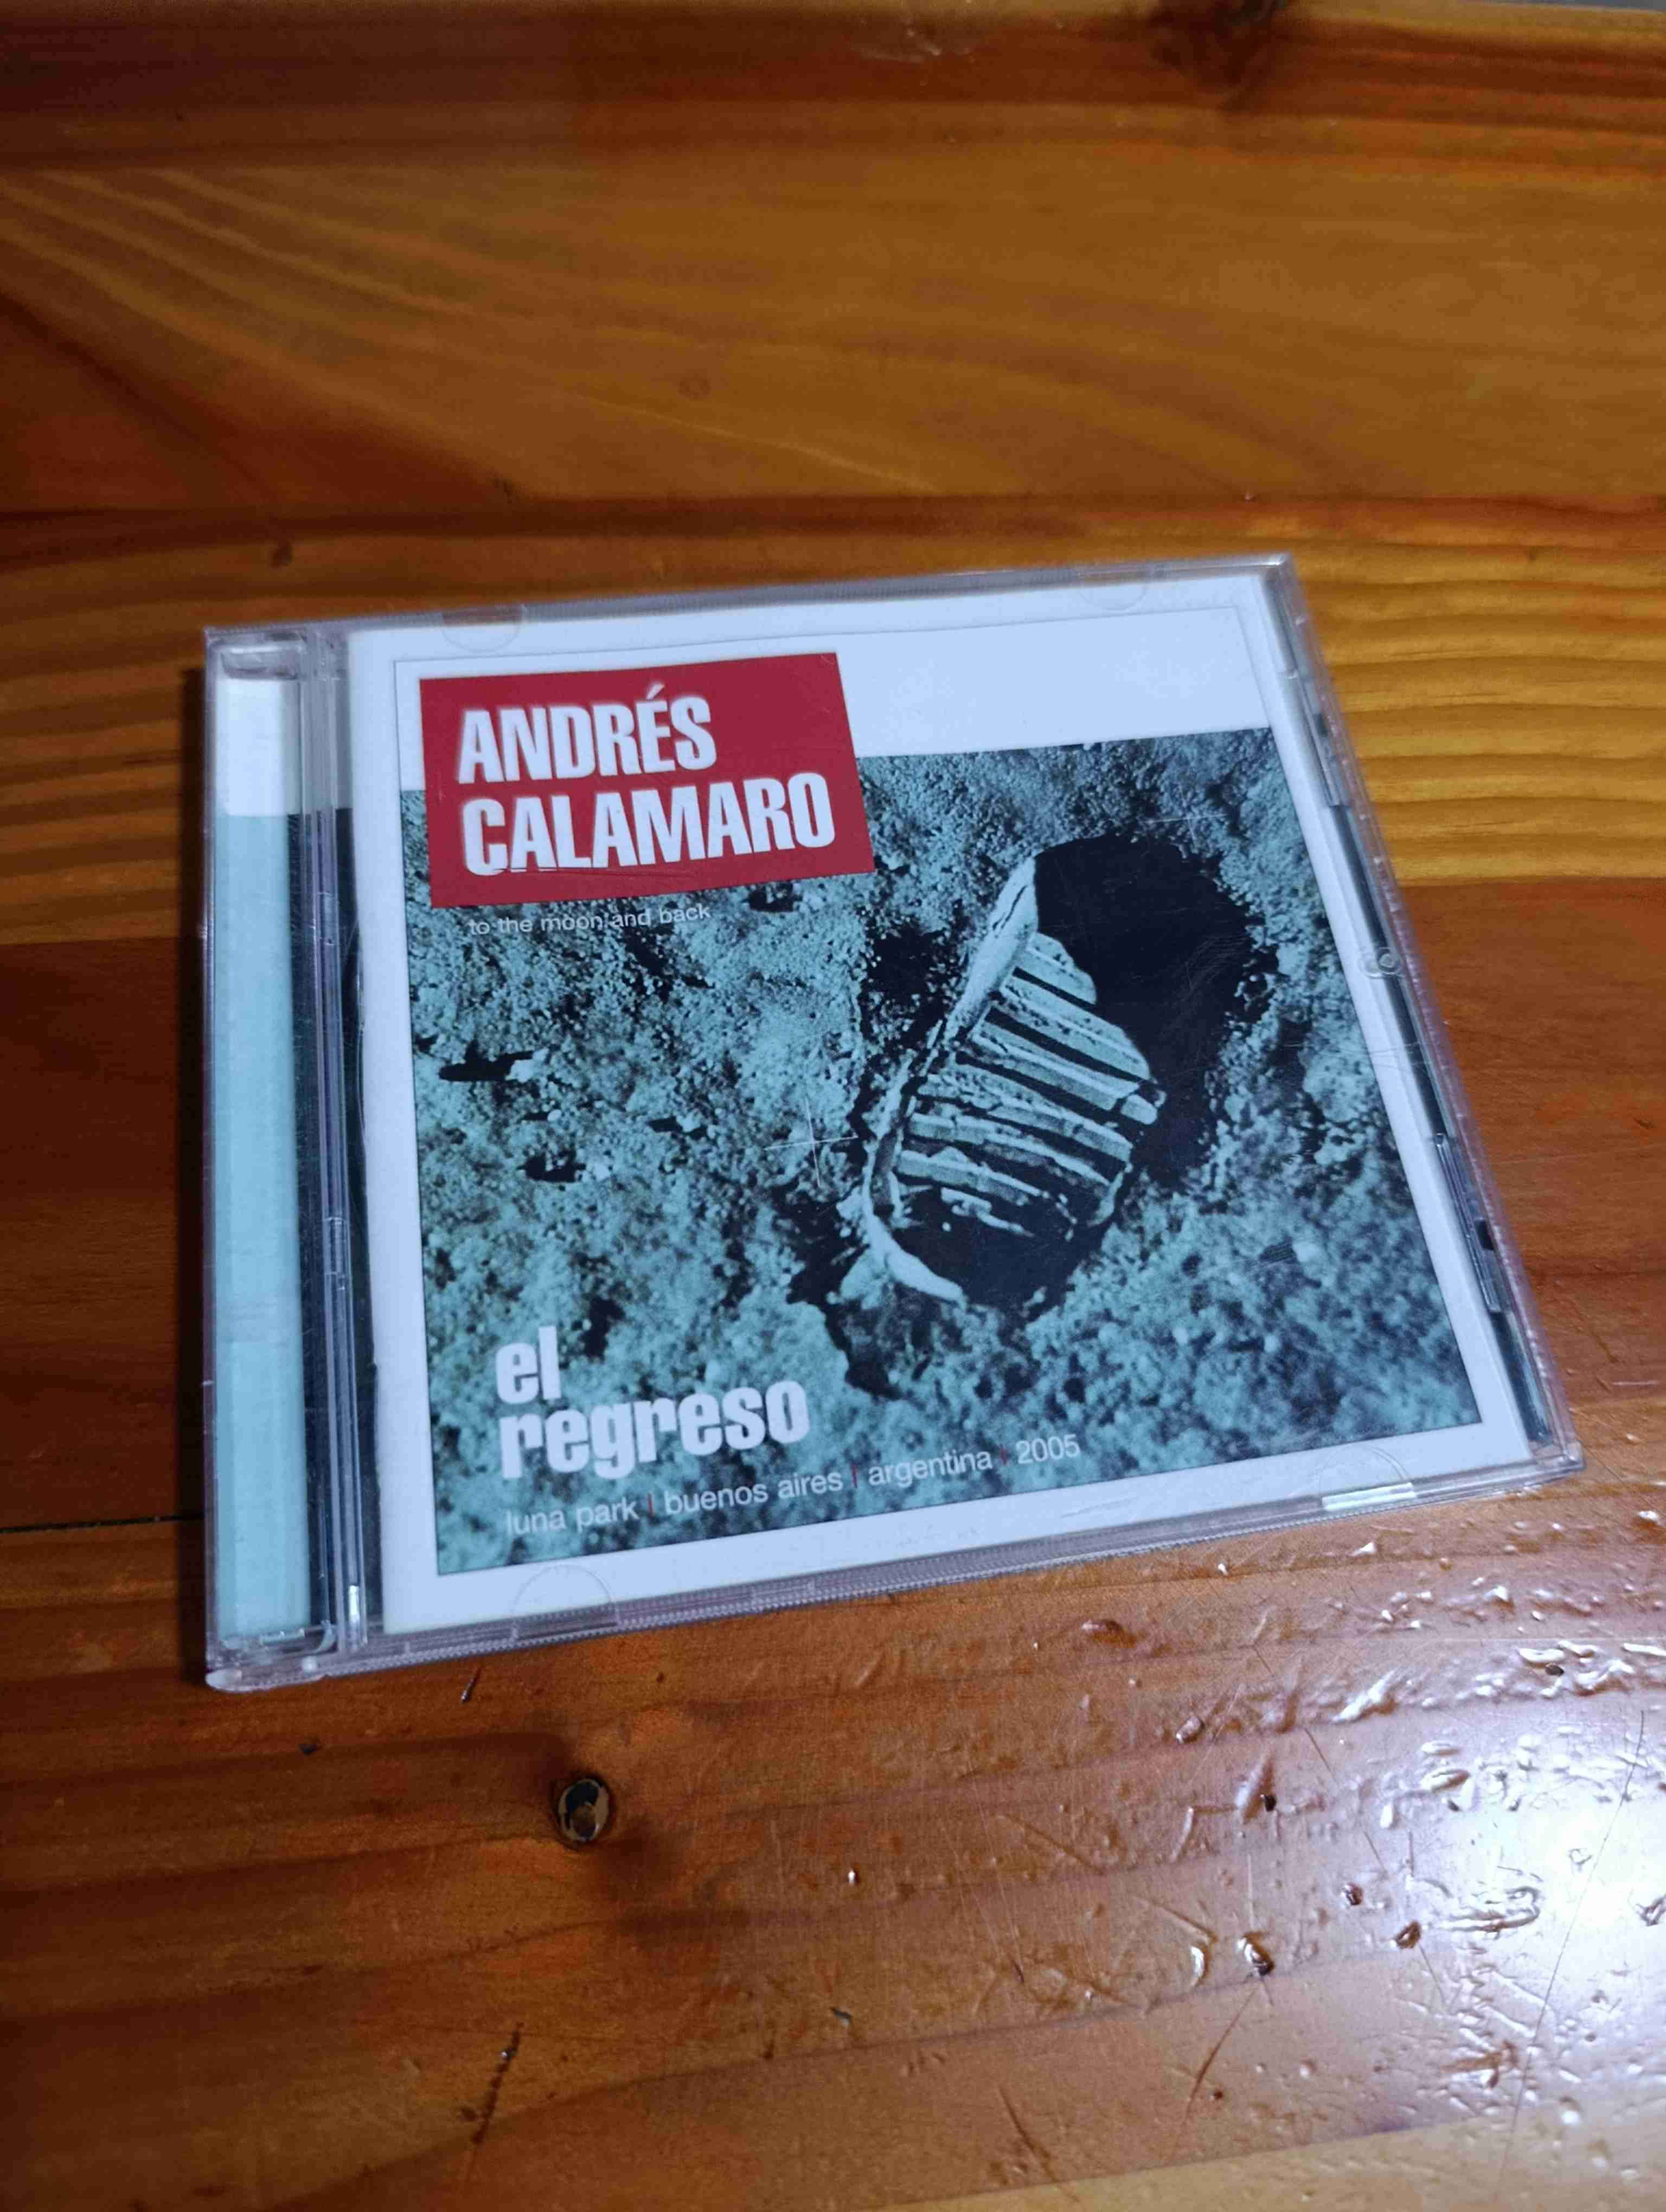 ANDRÉS
CALAMARO
to the moon and back
el
regreso
luna park | buenos aires | argentina | 2005